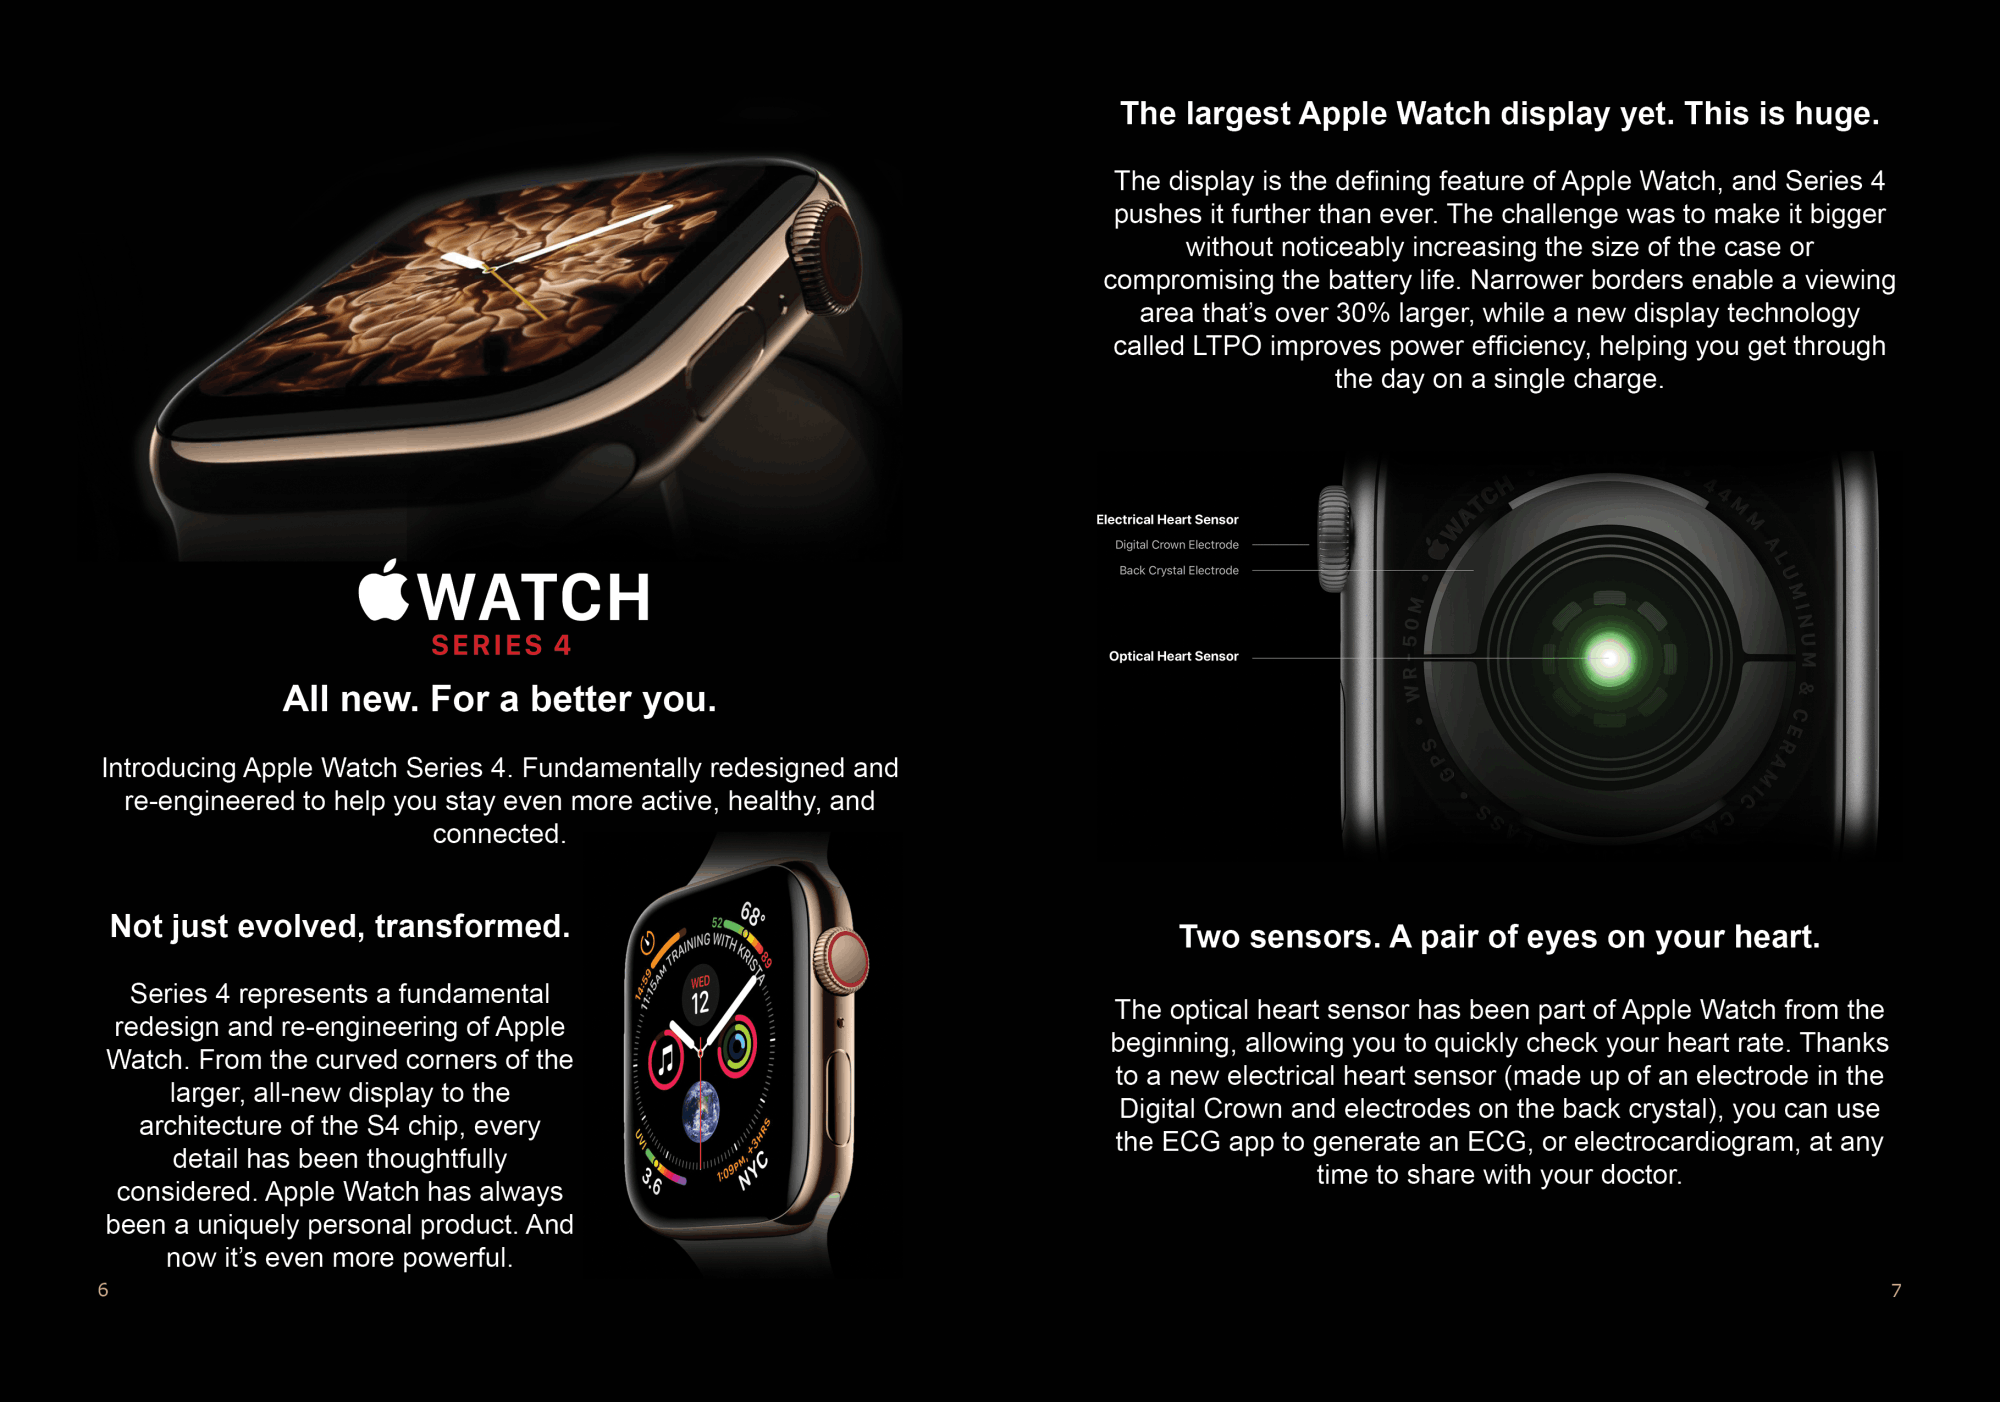 WATCH
SERIES 4
All new. For a better you.
Introducing Apple Watch Series 4. Fundamentally redesigned and
re-engineered to help you stay even more active, healthy, and
connected.
Not just evolved, transformed.
Series 4 represents a fundamental
redesign and re-engineering of Apple
Watch. From the curved corners of the
larger, all-new display to the
architecture of the S4 chip, every
detail has been thoughtfully
considered. Apple Watch has always
been a uniquely personal product. And
now it’s even more powerful.
68°
52
89
14:59
11:15AM TRAINING WITH KRISTA
WED
12
UVI
3.6
1:09PM, +3HRS
NYC
6
The largest Apple Watch display yet. This is huge.
The display is the defining feature of Apple Watch, and Series 4
pushes it further than ever. The challenge was to make it bigger
without noticeably increasing the size of the case or
compromising the battery life. Narrower borders enable a viewing
area that’s over 30% larger, while a new display technology
called LTPO improves power efficiency, helping you get through
the day on a single charge.
Electrical Heart Sensor
Digital Crown Electrode
Back Crystal Electrode
Optical Heart Sensor
WATCH
44MM ALUMINUM & CERAMIC CASE
GPS • WR-50M •
Two sensors. A pair of eyes on your heart.
The optical heart sensor has been part of Apple Watch from the
beginning, allowing you to quickly check your heart rate. Thanks
to a new electrical heart sensor (made up of an electrode in the
Digital Crown and electrodes on the back crystal), you can use
the ECG app to generate an ECG, or electrocardiogram, at any
time to share with your doctor.
7